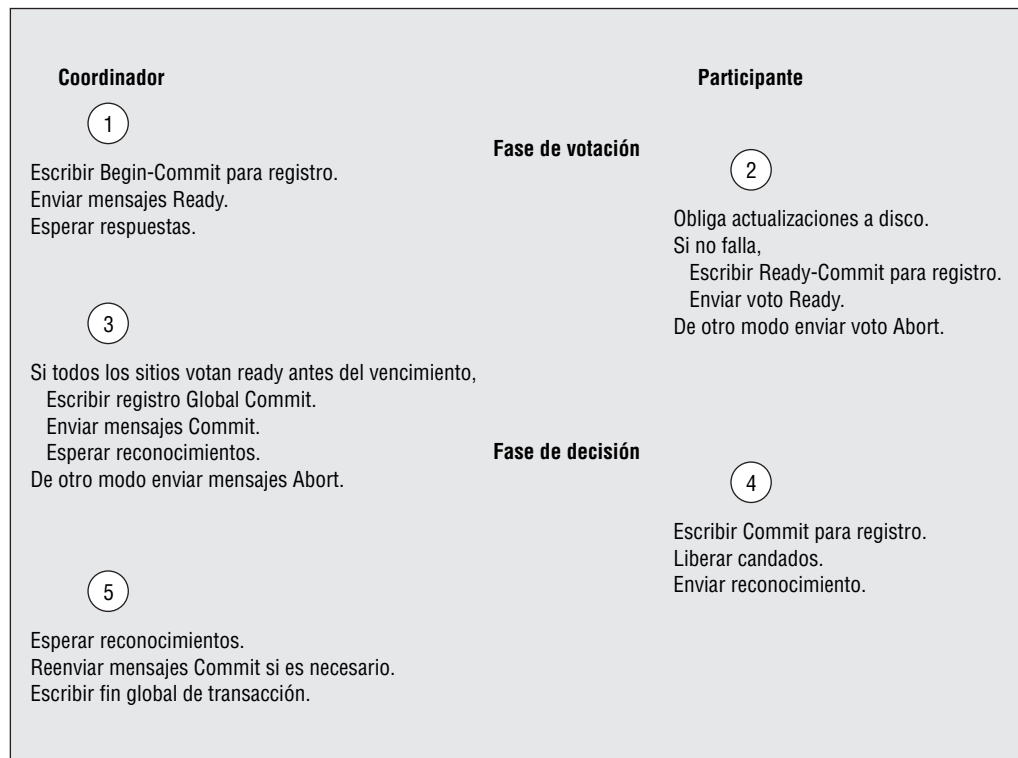 Coordinador
Participante
1
Fase de votación
Escribir Begin-Commit para registro.
Enviar mensajes Ready.
Esperar respuestas.
2
Obliga actualizaciones a disco.
Si no falla,
Escribir Ready-Commit para registro.
Enviar voto Ready.
De otro modo enviar voto Abort.
3
Si todos los sitios votan ready antes del vencimiento,
Escribir registro Global Commit.
Enviar mensajes Commit.
Esperar reconocimientos.
De otro modo enviar mensajes Abort.
Fase de decisión
4
Escribir Commit para registro.
Liberar candados.
Enviar reconocimiento.
5
Esperar reconocimientos.
Reenviar mensajes Commit si es necesario.
Escribir fin global de transacción.